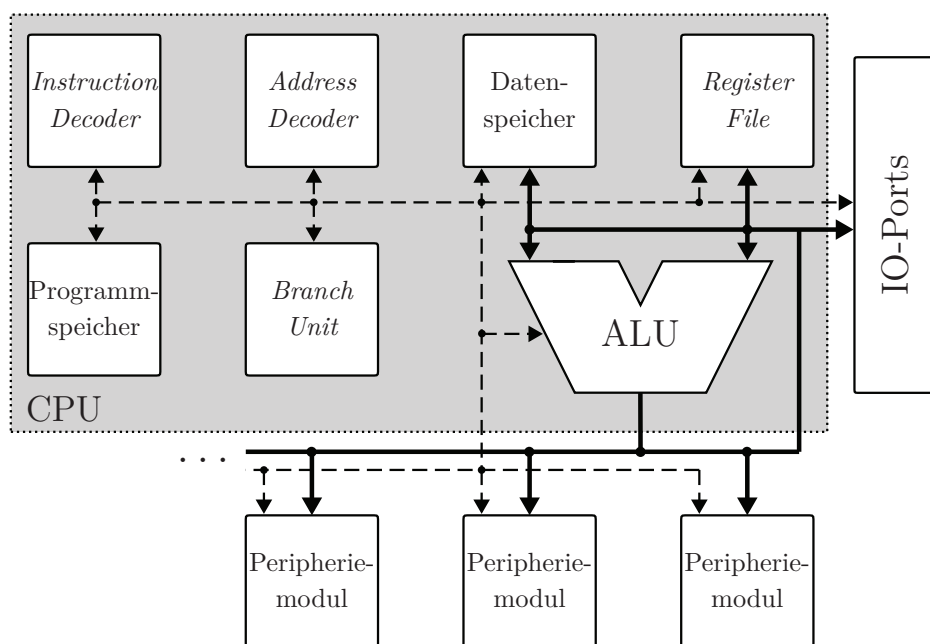 Instruction
Decoder
Address
Decoder
Daten-
speicher
Register
File
IO-Ports
Programm-
speicher
Branch
Unit
ALU
CPU
. . .
Peripherie-
modul
Peripherie-
modul
Peripherie-
modul